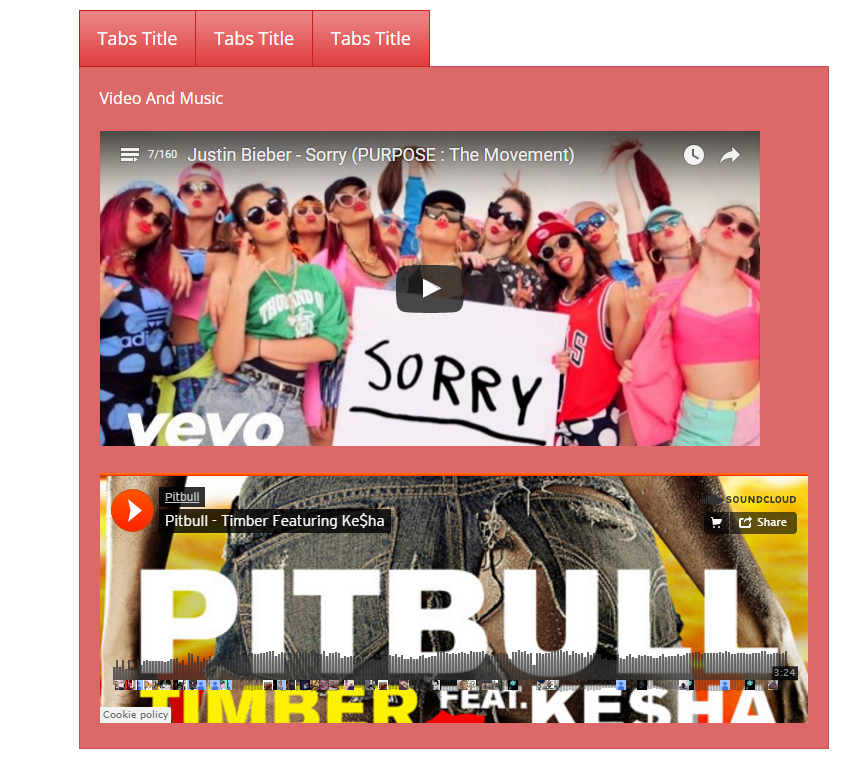 Tabs Title Tabs Title Tabs Title
Video And Music
7/160 Justin Bieber - Sorry (PURPOSE : The Movement)
adi
SORRY
vevo
Pitbull
SOUNDCLOUD
Pitbull - Timber Featuring Ke$ha
Share
PITBULL
3:24
TIMBER FEAT. KE$HA
Cookie policy